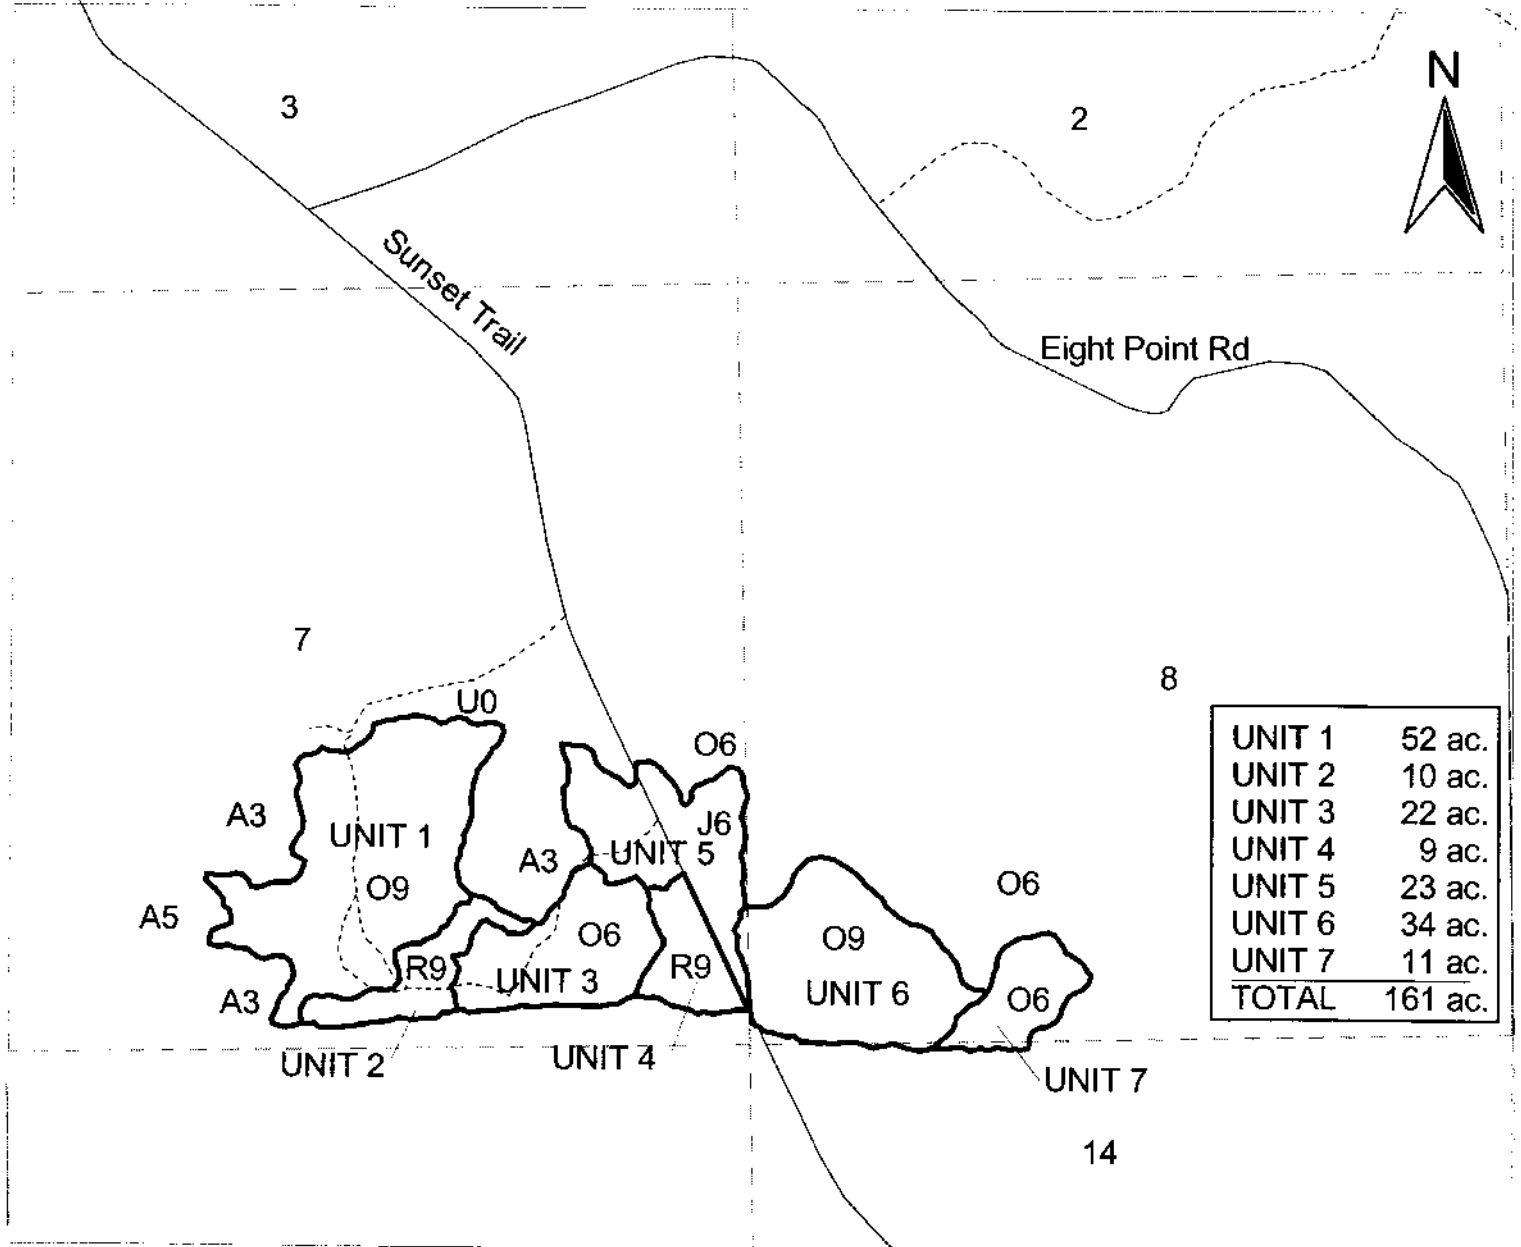 N
3
2
Sunset Trail
Eight Point Rd
7
8
U0
O6
A3
J6
UNIT 1
A3
UNIT 5
O9
O6
A5
O6
O9
R9
R9
UNIT 3
UNIT 6
O6
A3
UNIT 2
UNIT 4
UNIT 7
14
UNIT 1 52 ac.
UNIT 2 10 ac.
UNIT 3 22 ac.
UNIT 4 9 ac.
UNIT 5 23 ac.
UNIT 6 34 ac.
UNIT 7 11 ac.
TOTAL 161 ac.